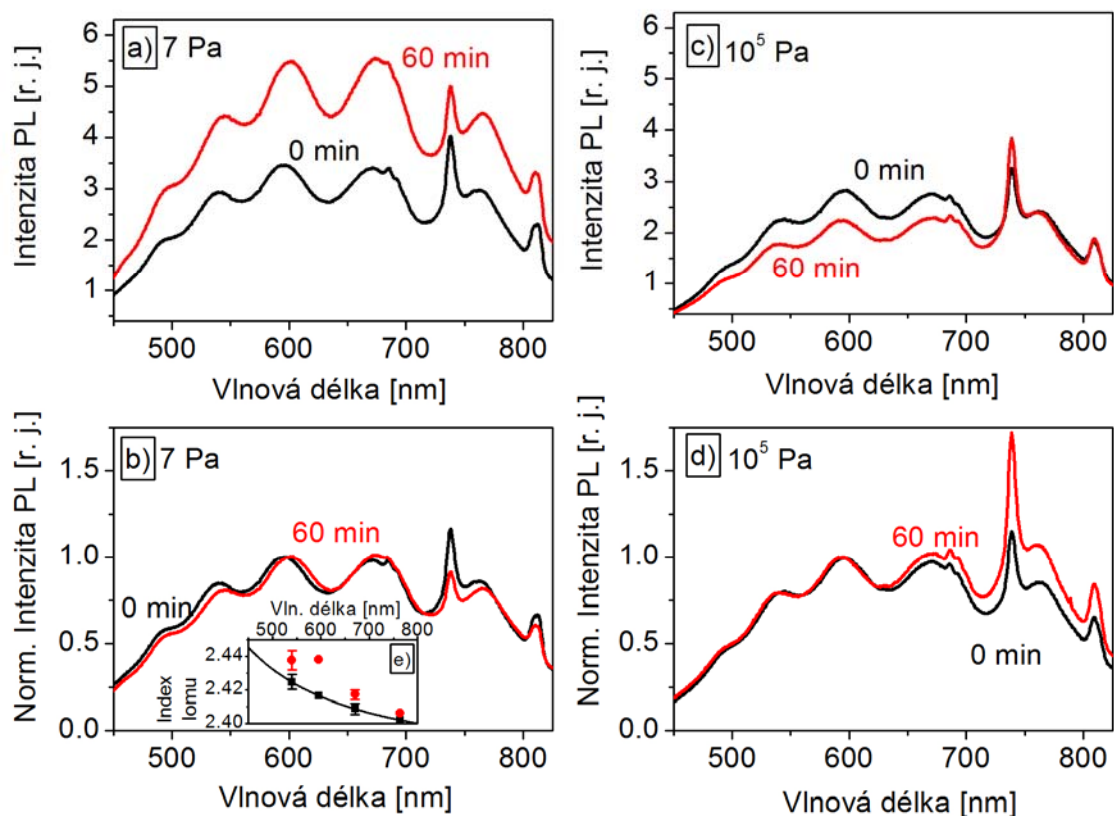 a) 7 Pa
60 min
0 min
Intenzita PL [r. j.]
6
5
4
3
2
1
500 600 700 800
Vlnová délka [nm]
c) 10⁵ Pa
0 min
60 min
Intenzita PL [r. j.]
6
5
4
3
2
1
500 600 700 800
Vlnová délka [nm]
b) 7 Pa
60 min
0 min
Norm. Intenzita PL [r. j.]
1.5
1.0
0.5
0.0
Vln. délka [nm]
500 600 700 800
e)
2.44
2.42
2.40
Index
lomu
500 600 700 800
Vlnová délka [nm]
d) 10⁵ Pa
60 min
0 min
Norm. Intenzita PL [r. j.]
1.5
1.0
0.5
0.0
500 600 700 800
Vlnová délka [nm]